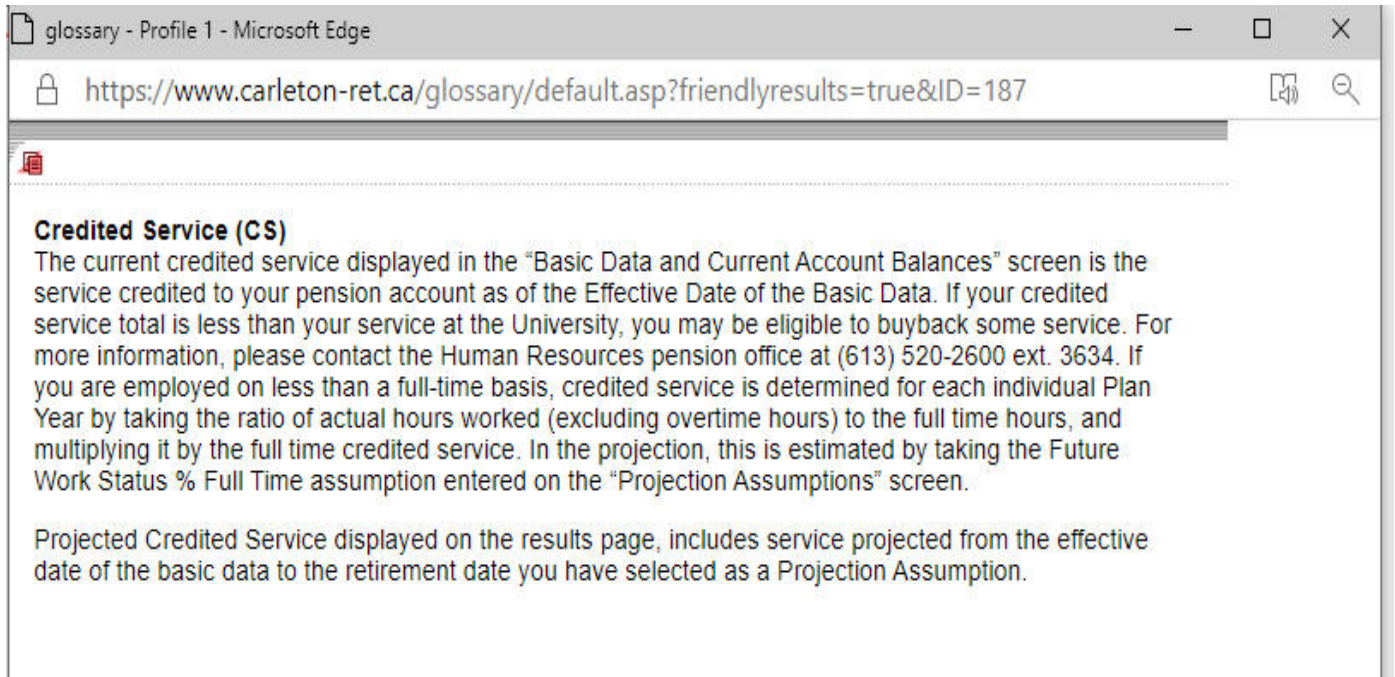 glossary - Profile 1 - Microsoft Edge
https://www.carleton-ret.ca/glossary/default.asp?friendlyresults=true&ID=187
Credited Service (CS)
The current credited service displayed in the “Basic Data and Current Account Balances” screen is the
service credited to your pension account as of the Effective Date of the Basic Data. If your credited
service total is less than your service at the University, you may be eligible to buyback some service. For
more information, please contact the Human Resources pension office at (613) 520-2600 ext. 3634. If
you are employed on less than a full-time basis, credited service is determined for each individual Plan
Year by taking the ratio of actual hours worked (excluding overtime hours) to the full time hours, and
multiplying it by the full time credited service. In the projection, this is estimated by taking the Future
Work Status % Full Time assumption entered on the “Projection Assumptions” screen.
Projected Credited Service displayed on the results page, includes service projected from the effective
date of the basic data to the retirement date you have selected as a Projection Assumption.